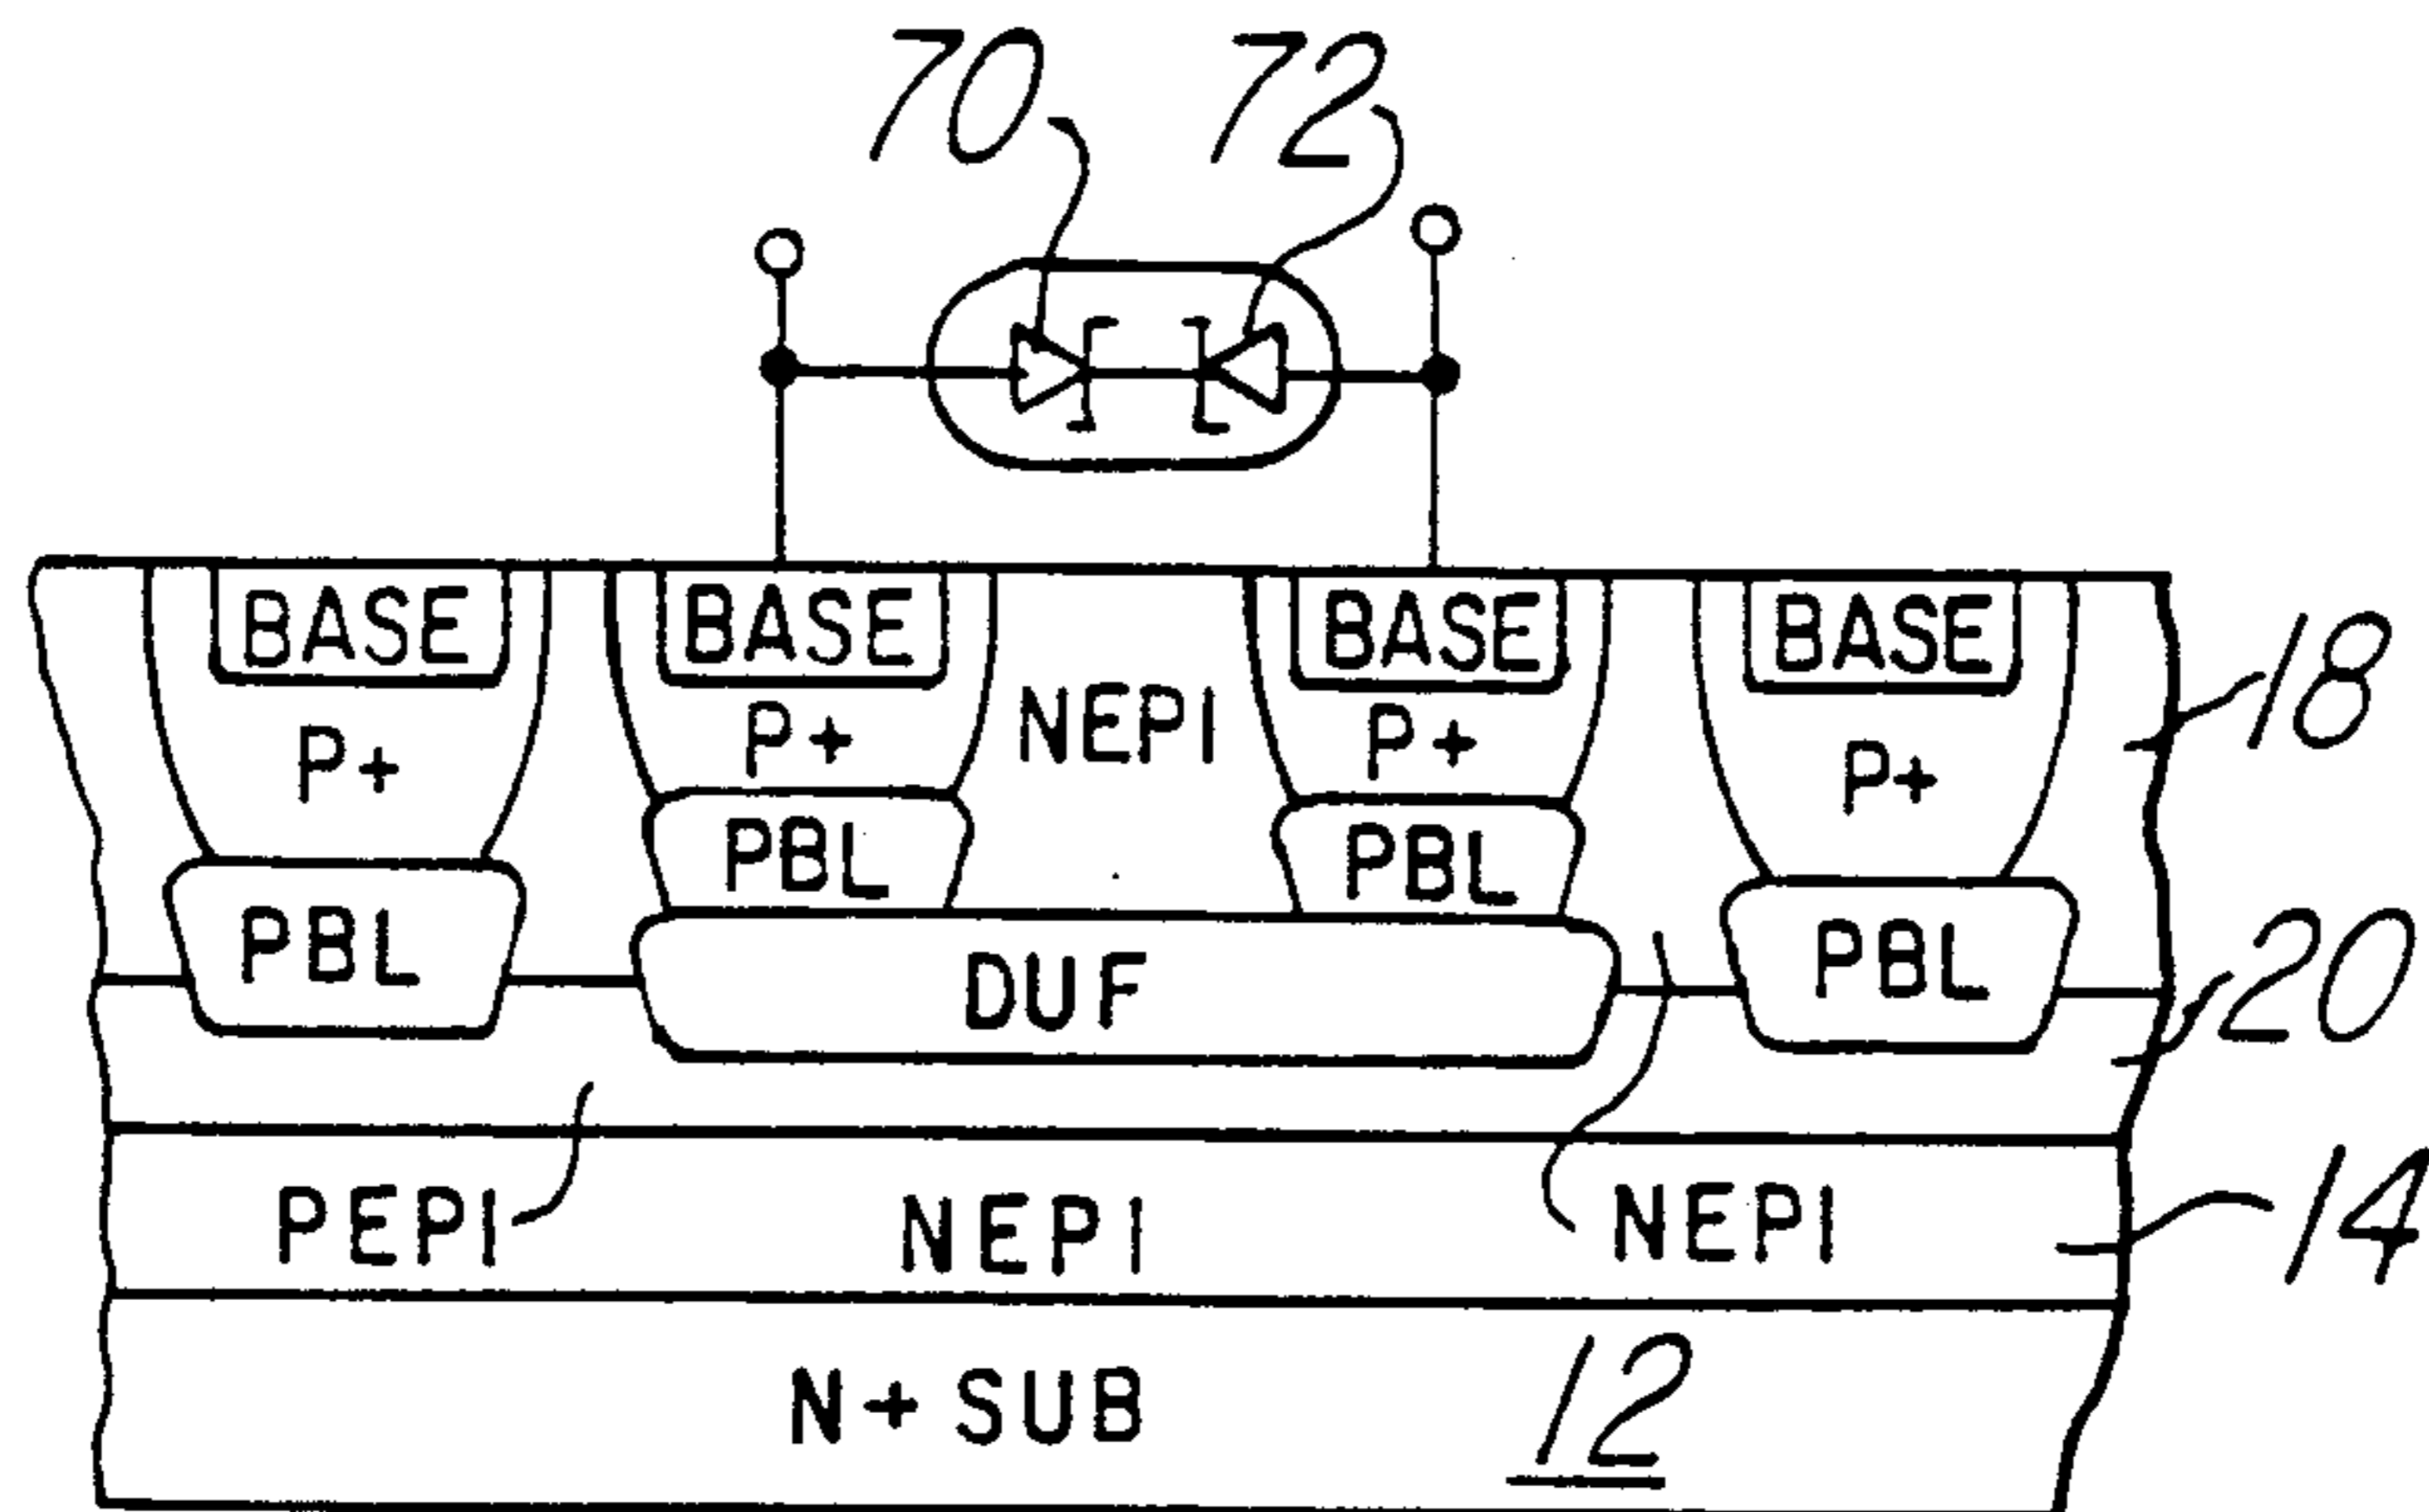 70 72
BASE BASE BASE BASE
18
P+ P+ NEPI P+ P+
PBL PBL
PBL DUF PBL
20
PEPI NEPI NEPI
14
N+ SUB 12